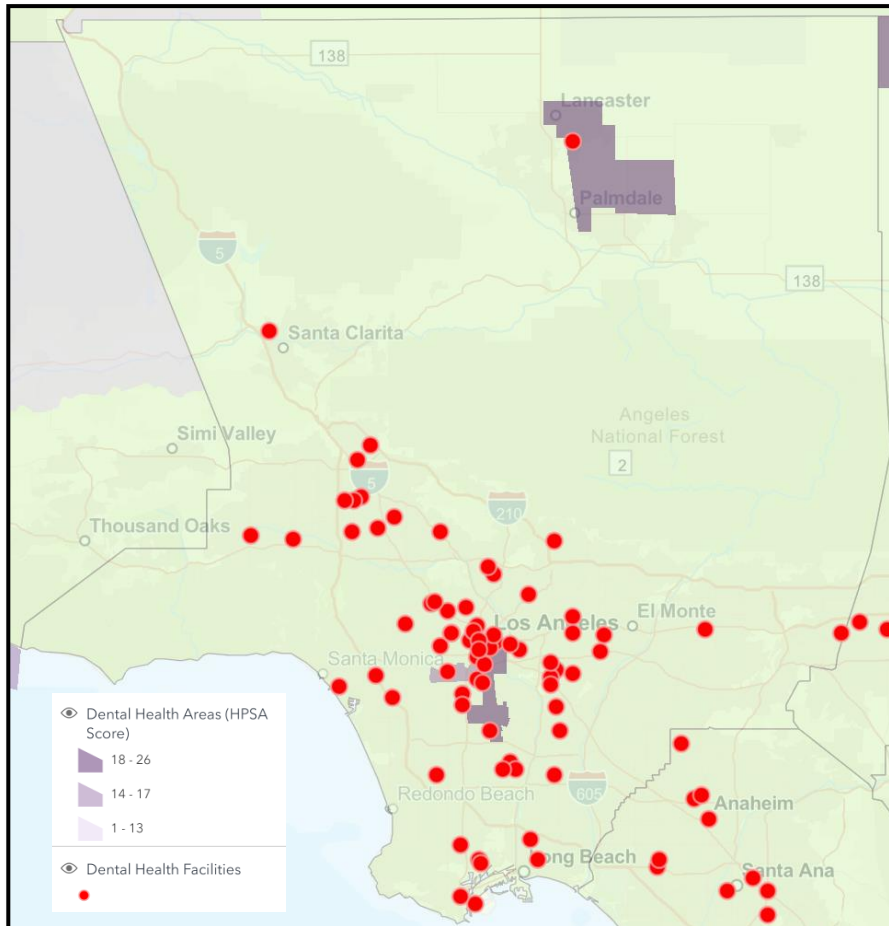 138
Lancaster
Palmdale
5
138
Santa Clarita
Angeles
National Forest
Simi Valley
2
5
210
Thousand Oaks
Los Angeles
El Monte
Santa Monica
Dental Health Areas (HPSA
Score)
18 - 26
14 - 17
1 - 13
Redondo Beach
605
Anaheim
Dental Health Facilities
Long Beach
Santa Ana